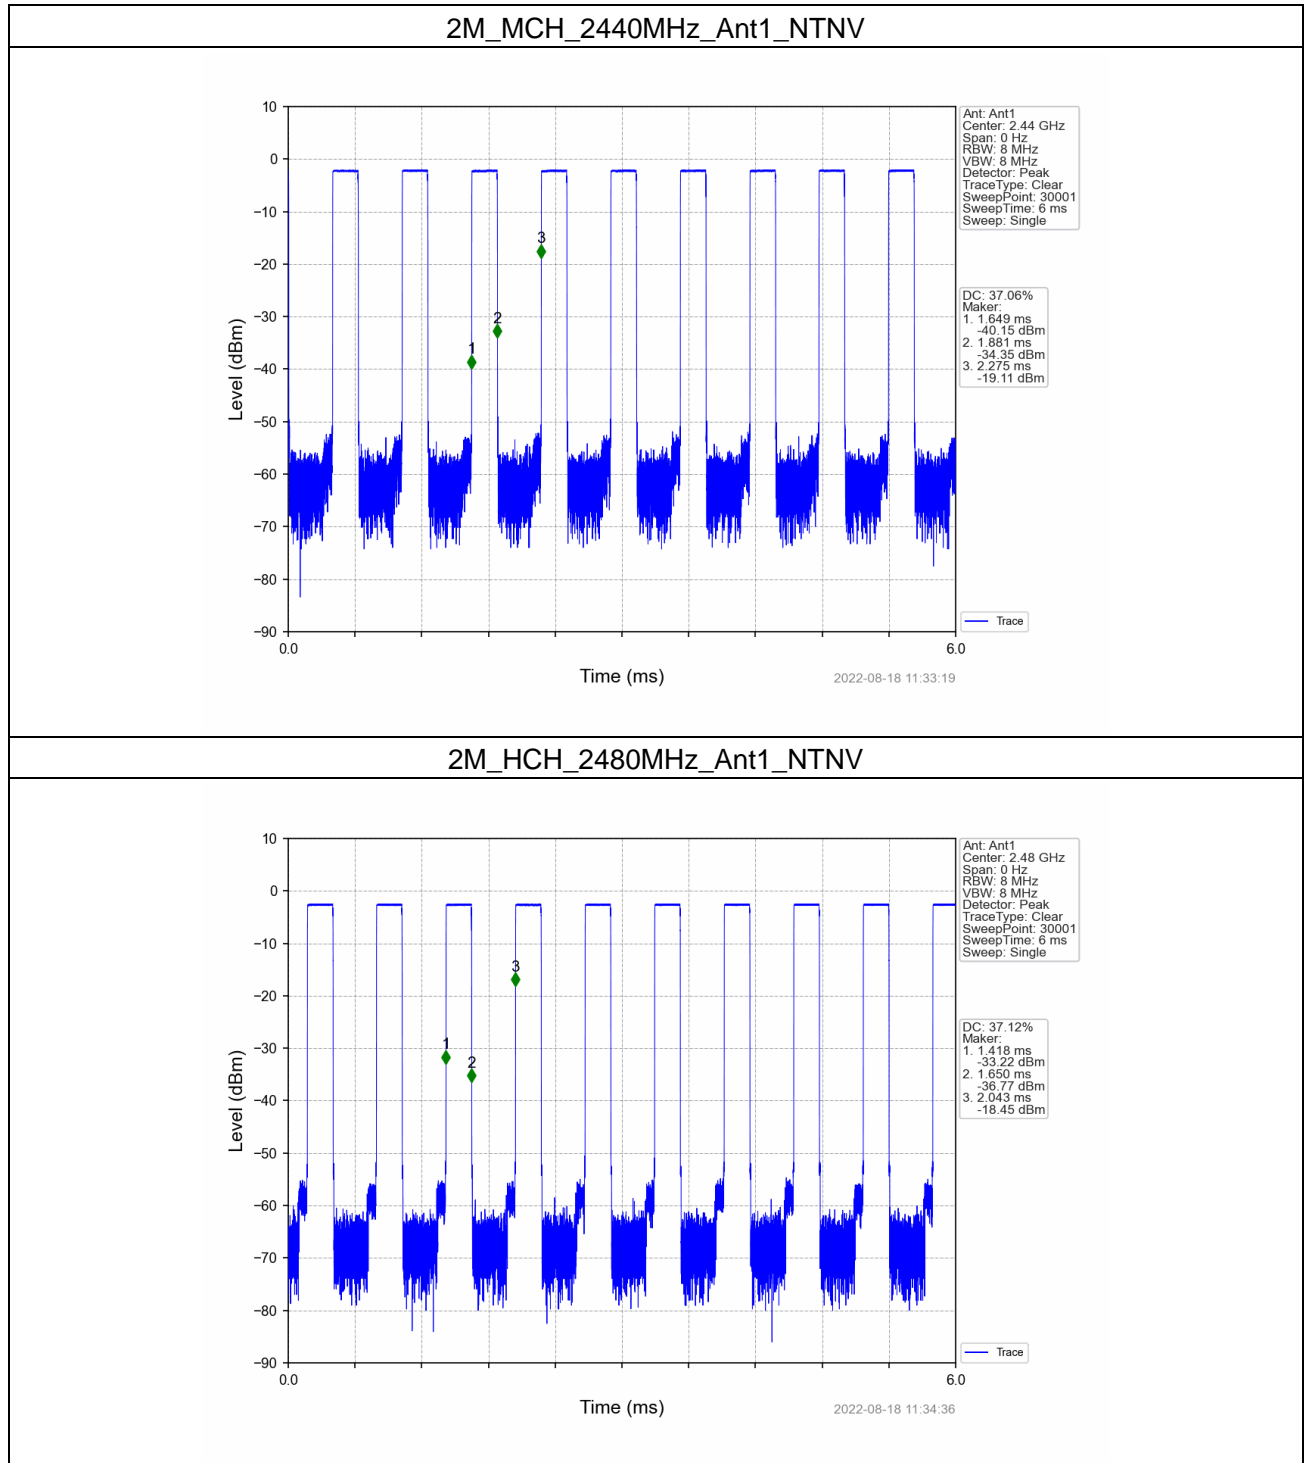 2M_MCH_2440MHz_Ant1_NTNV
10
0
−10
−20
−30
−40
−50
−60
−70
−80
−90
Level (dBm)
1
2
3
0.0
6.0
Time (ms)
2022-08-18 11:33:19
Ant: Ant1
Center: 2.44 GHz
Span: 0 Hz
RBW: 8 MHz
VBW: 8 MHz
Detector: Peak
TraceType: Clear
SweepPoint: 30001
SweepTime: 6 ms
Sweep: Single
DC: 37.06%
Maker:
1. 1.649 ms
-40.15 dBm
2. 1.881 ms
-34.35 dBm
3. 2.275 ms
-19.11 dBm
Trace
2M_HCH_2480MHz_Ant1_NTNV
10
0
−10
−20
−30
−40
−50
−60
−70
−80
−90
Level (dBm)
1
2
3
0.0
6.0
Time (ms)
2022-08-18 11:34:36
Ant: Ant1
Center: 2.48 GHz
Span: 0 Hz
RBW: 8 MHz
VBW: 8 MHz
Detector: Peak
TraceType: Clear
SweepPoint: 30001
SweepTime: 6 ms
Sweep: Single
DC: 37.12%
Maker:
1. 1.418 ms
-33.22 dBm
2. 1.650 ms
-36.77 dBm
3. 2.043 ms
-18.45 dBm
Trace